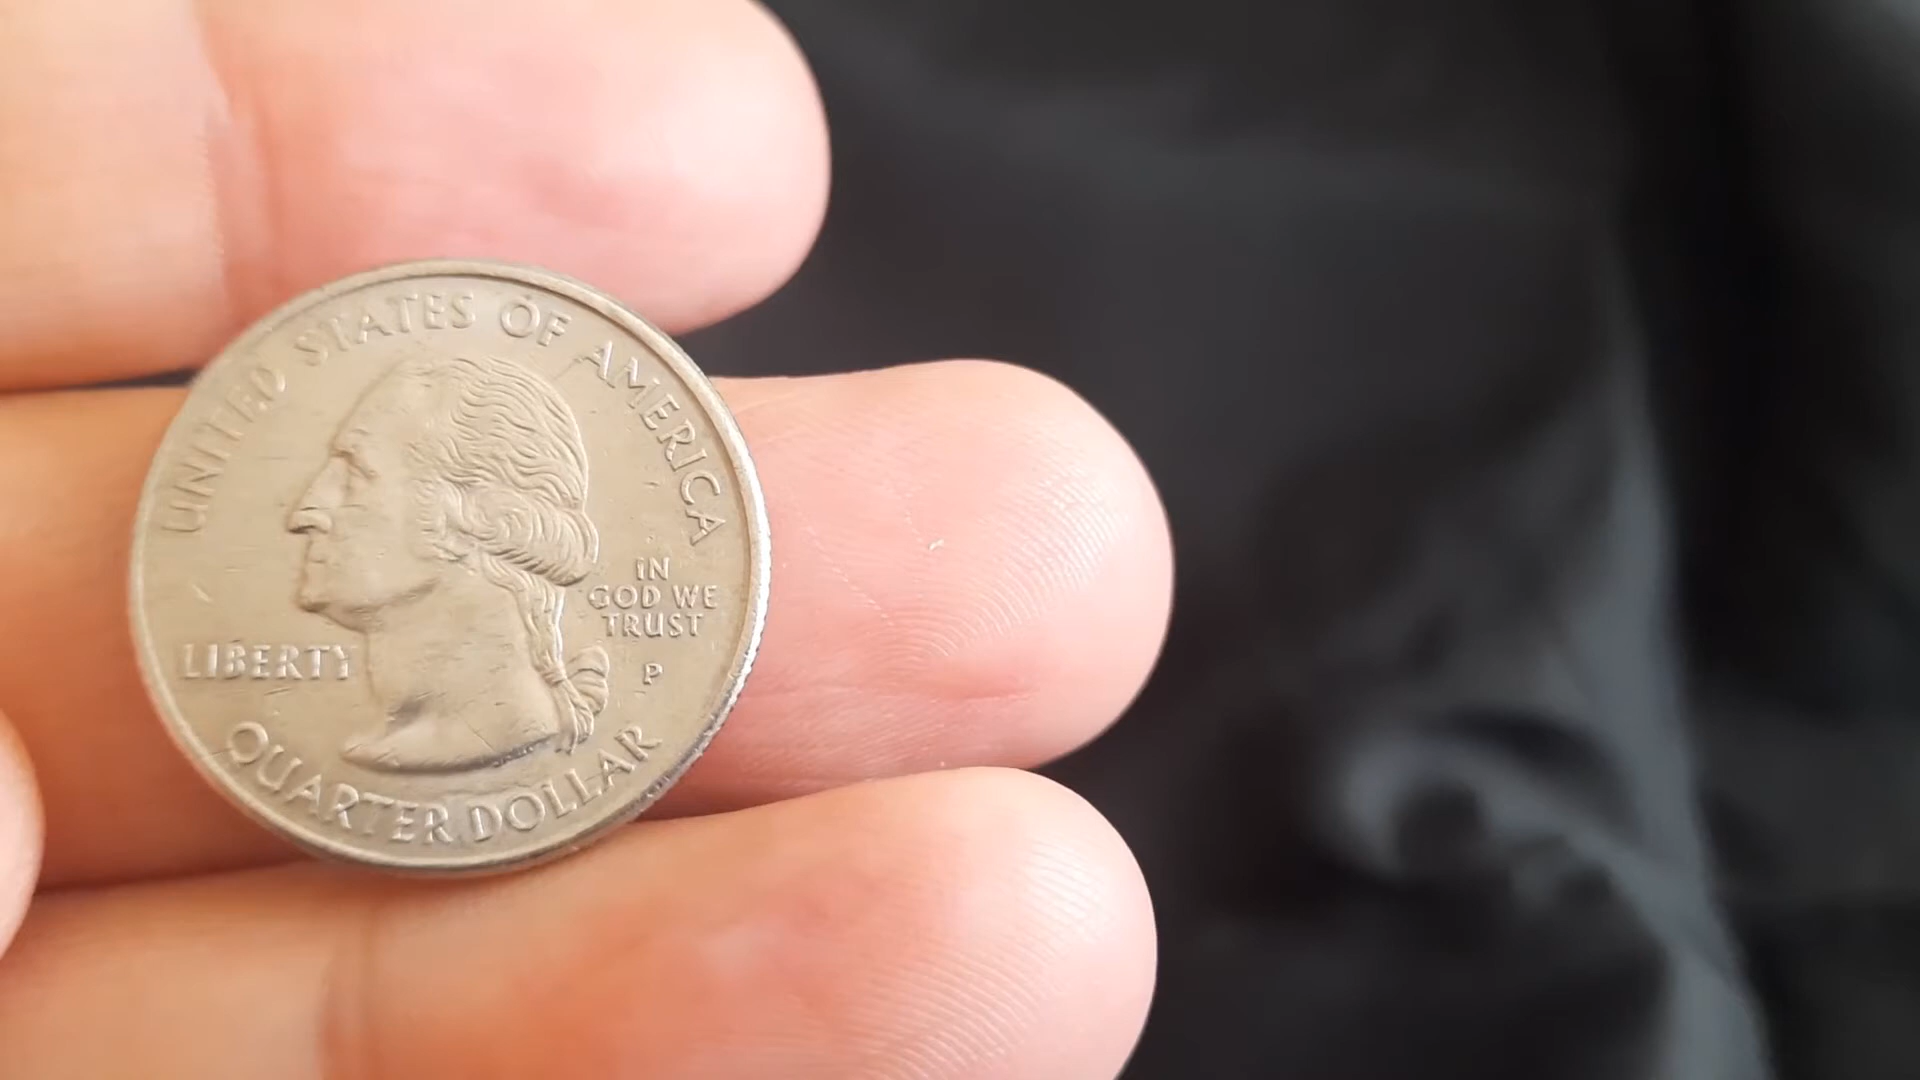 UNITED STATES OF AMERICA
IN
GOD WE
TRUST
LIBERTY
P
QUARTER DOLLAR